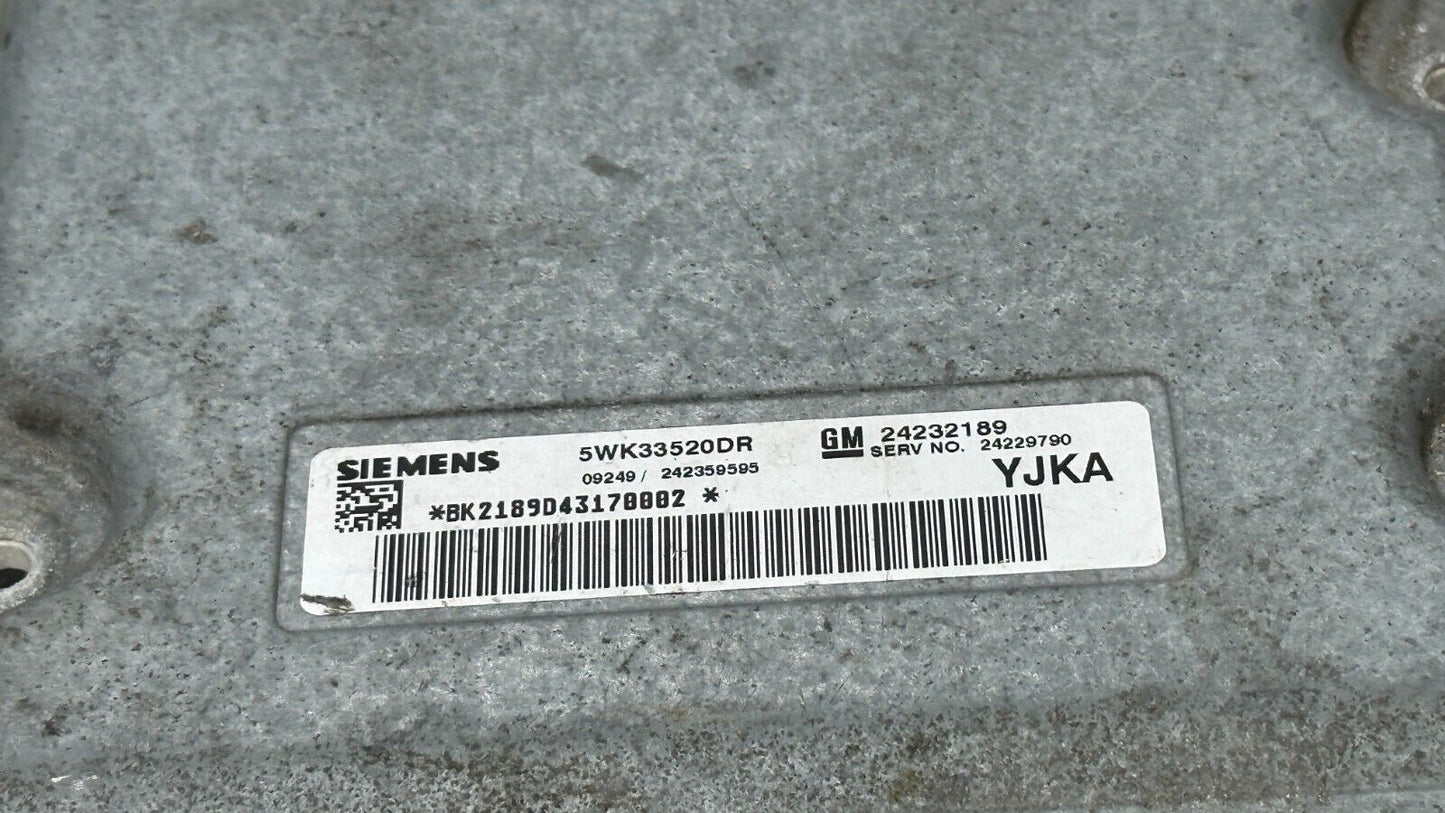 SIEMENS 5WK33520DR GM 24232189
09249 / 242359595 SERV NO. 24229790
*BK2189D43170002 * YJKA